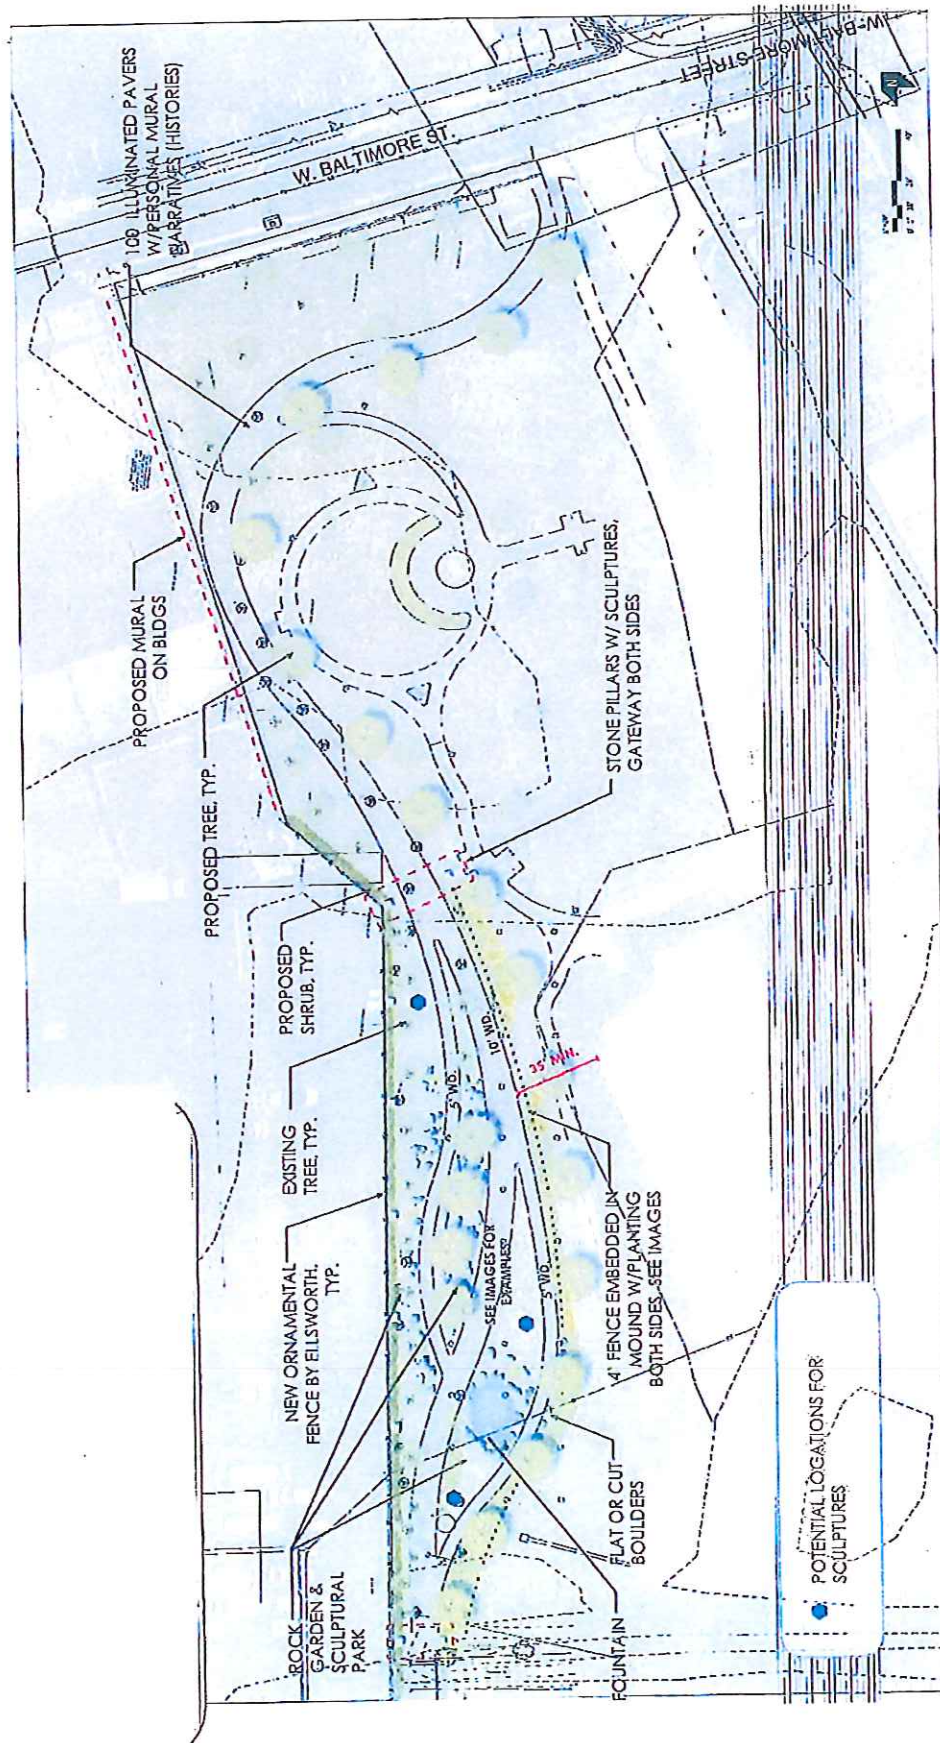 100 ILLUMINATED PAVERS
W/PERSONAL MURAL
NARRATIVES (HISTORIES)
W. BALTIMORE ST.
W-BALTIMORE STREET
N
PROPOSED MURAL
ON BLDGS
PROPOSED TREE, TYP.
PROPOSED
SHRUB, TYP.
EXISTING
TREE, TYP.
NEW ORNAMENTAL
FENCE BY ELLSWORTH,
TYP.
ROCK
GARDEN &
SCULPTURAL
PARK
STONE PILLARS W/ SCULPTURES,
GATEWAY BOTH SIDES
10' WD.
5' WD.
35' MIN.
SEE IMAGES FOR
EXAMPLES?
5' WD.
4' FENCE EMBEDDED IN
MOUND W/PLANTING
BOTH SIDES, SEE IMAGES
FLAT OR CUT
BOULDERS
FOUNTAIN
POTENTIAL LOCATIONS FOR
SCULPTURES